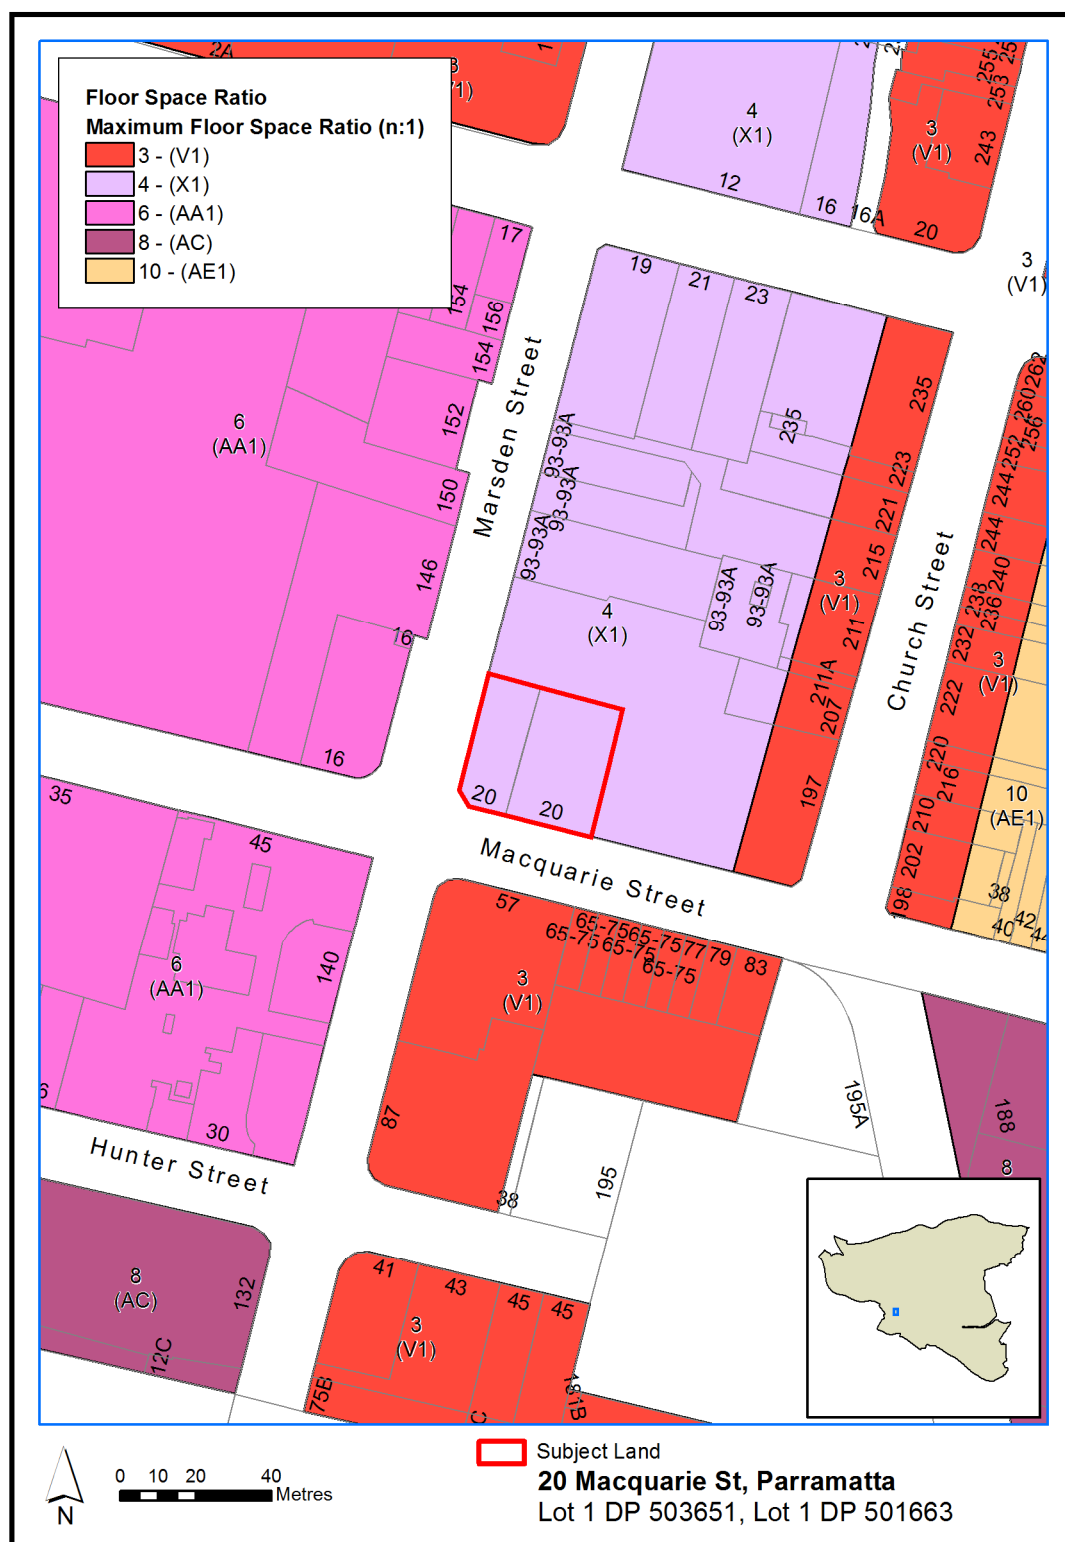 2A
3
Floor Space Ratio
Maximum Floor Space Ratio (n:1)
3 - (V1)
4 - (X1)
6 - (AA1)
8 - (AC)
10 - (AE1)
4
(X1)
12
16
16A
3
(V1)
255
253
243
20
3
(V1)
17
154
156
154
152
150
146
16
16
6
(AA1)
Marsden Street
19
21
23
235
93-93A
93-93A
93-93A
93-93A
93-93A
4
(X1)
235
223
221
215
3
(V1)
211
211A
207
197
Church Street
262
260
256
252
244
244
240
238
236
232
3
(V1)
222
220
216
210
202
198
10
(AE1)
38
40
42
20
20
Macquarie Street
35
45
140
6
(AA1)
30
Hunter Street
57
65-75
65-75
65-75
65-75
65-75
77
79
83
3
(V1)
87
38
195
195A
188
8
8
(AC)
132
12C
41
43
45
45
3
(V1)
75B
181B
N
0 10 20 40
Metres
Subject Land
20 Macquarie St, Parramatta
Lot 1 DP 503651, Lot 1 DP 501663